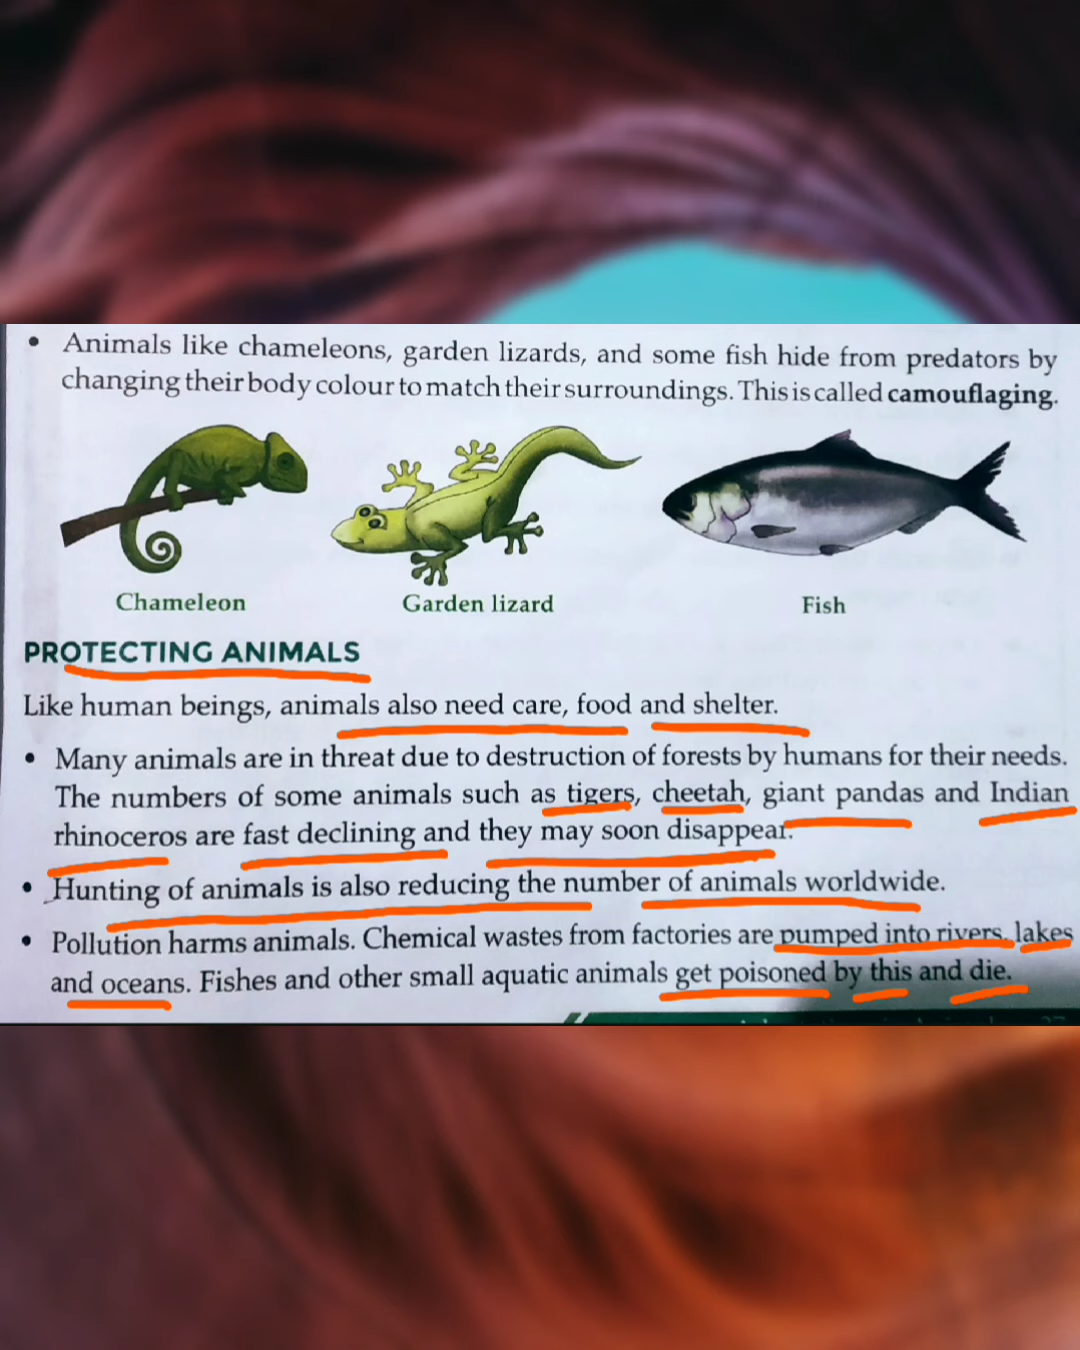 • Animals like chameleons, garden lizards, and some fish hide from predators by
changing their body colour to match their surroundings. This is called camouflaging.
Chameleon
Garden lizard
Fish
PROTECTING ANIMALS
Like human beings, animals also need care, food and shelter.
• Many animals are in threat due to destruction of forests by humans for their needs.
The numbers of some animals such as tigers, cheetah, giant pandas and Indian
rhinoceros are fast declining and they may soon disappear.
• Hunting of animals is also reducing the number of animals worldwide.
• Pollution harms animals. Chemical wastes from factories are pumped into rivers, lakes
and oceans. Fishes and other small aquatic animals get poisoned by this and die.